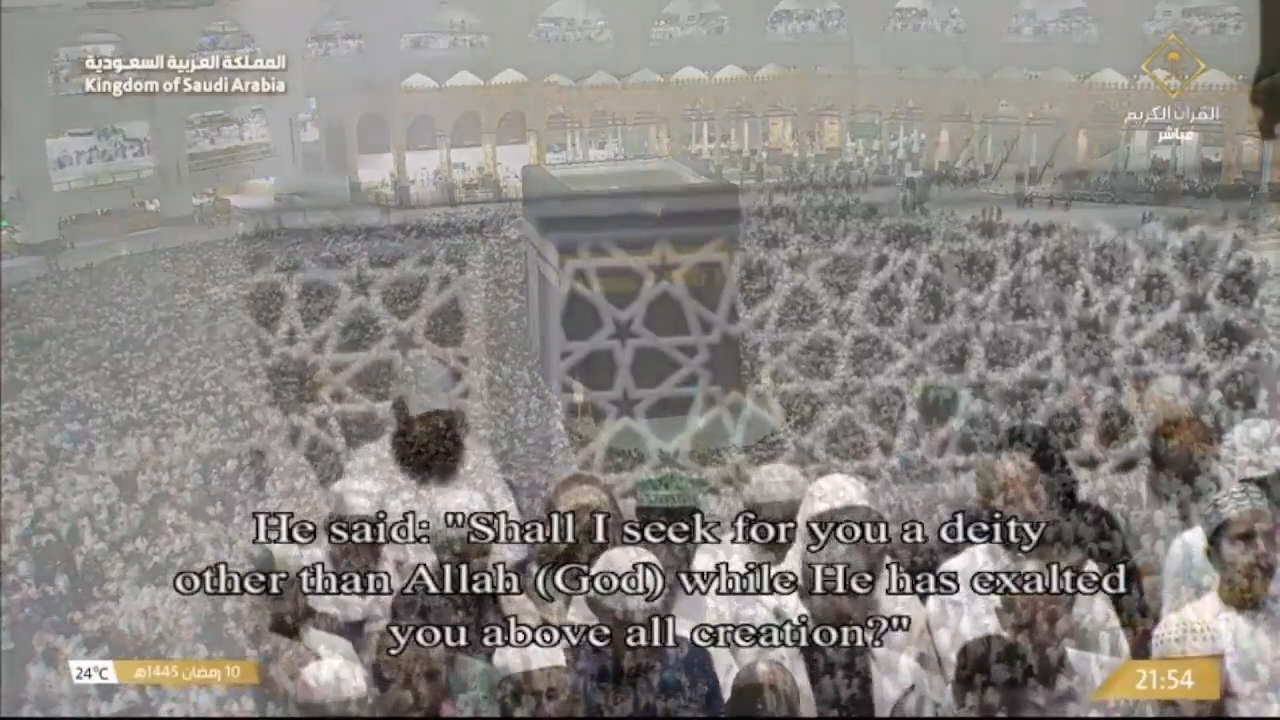 المملكة العربية السعودية
Kingdom of Saudi Arabia
القرآن الكريم
مباشر
He said: "Shall I seek for you a deity
other than Allah (God) while He has exalted
you above all creation?"
24°C
10 رمضان 1445هـ
21:54